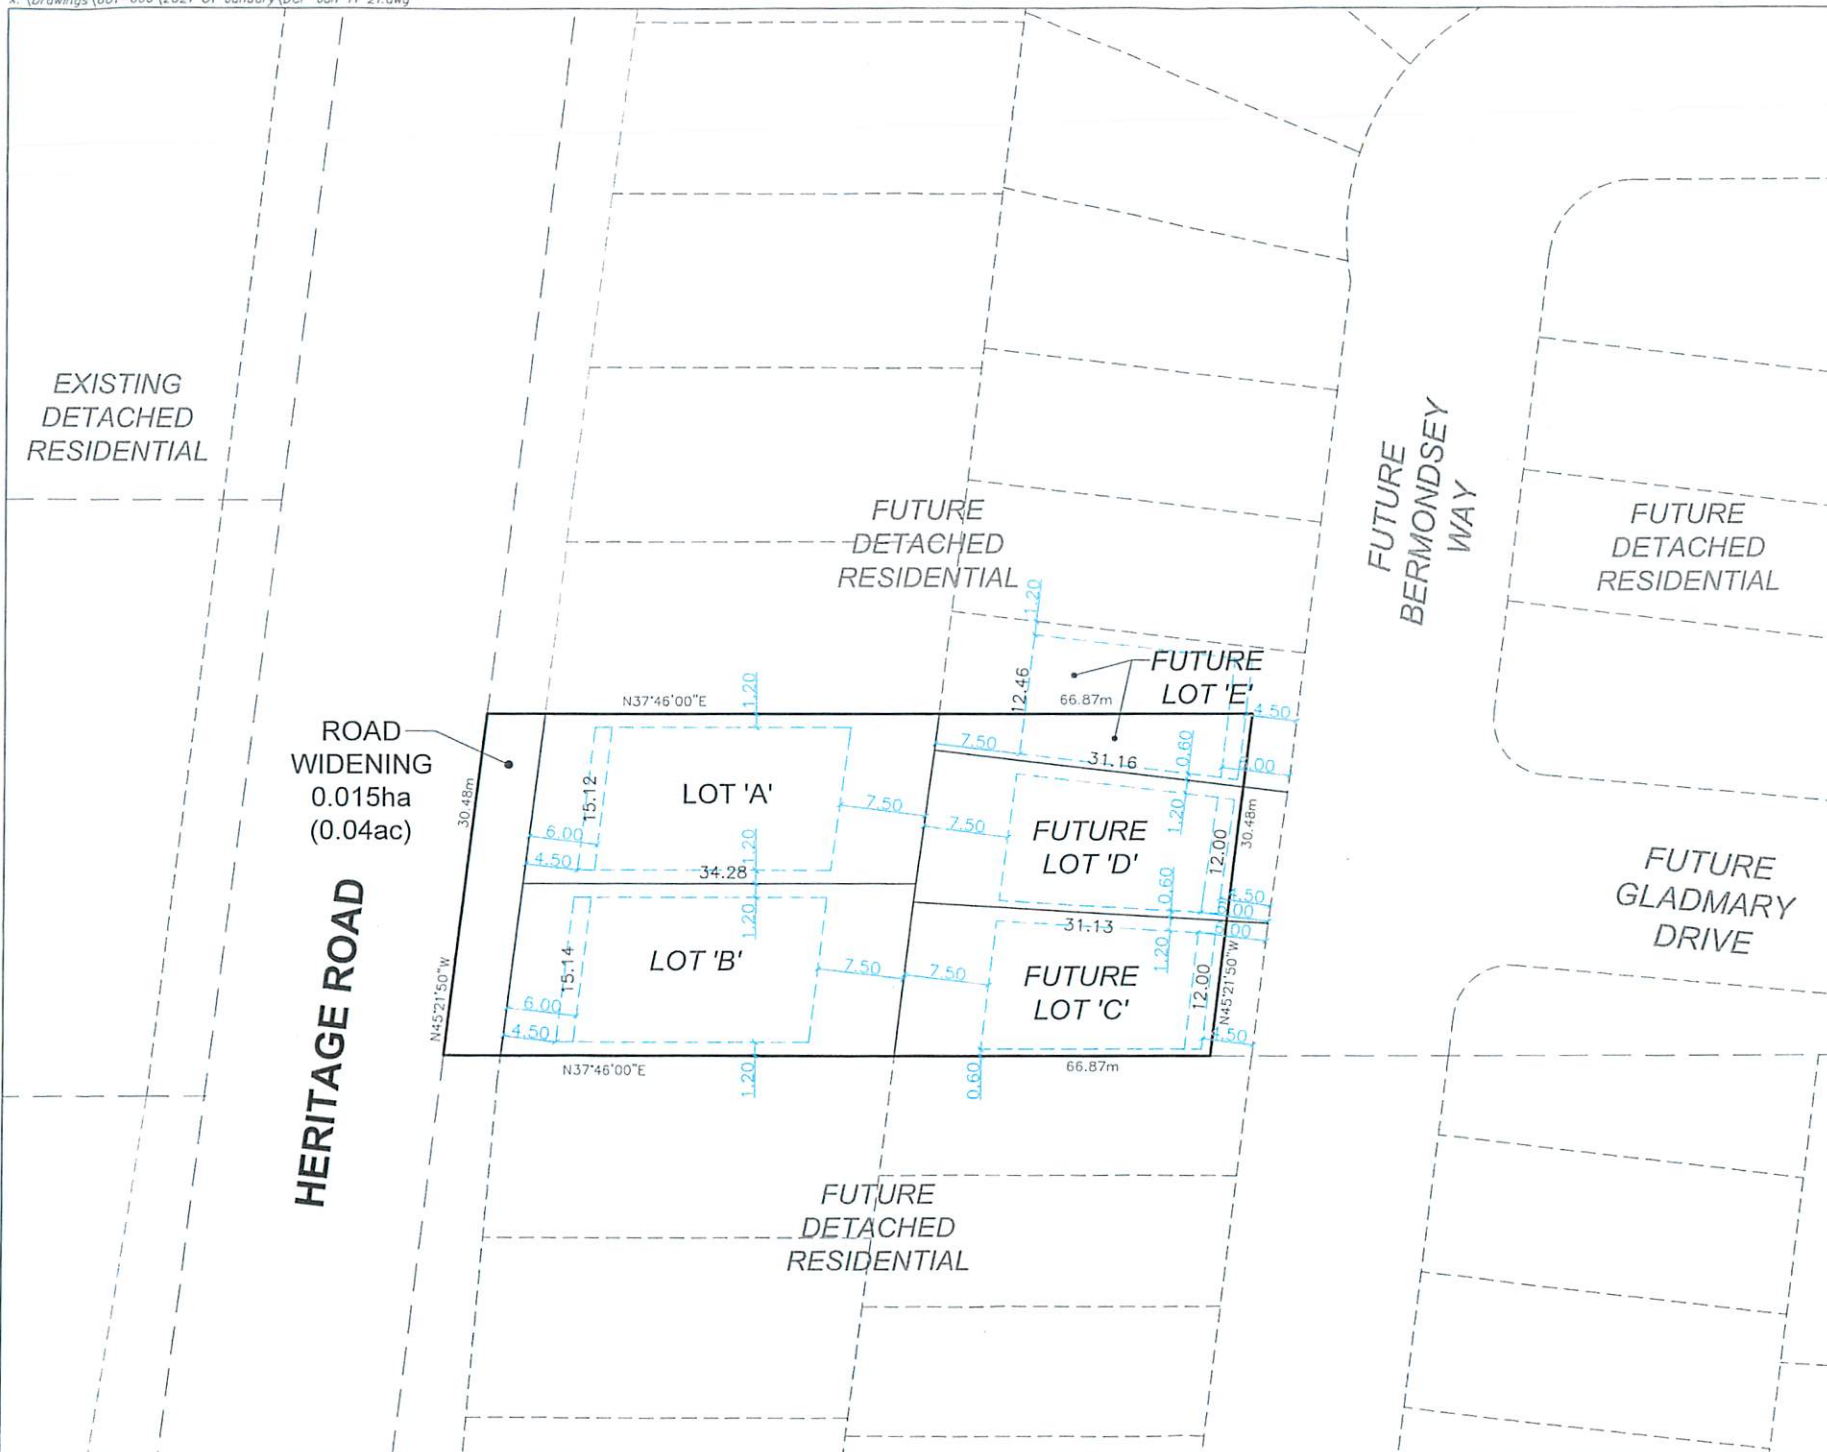 EXISTING
DETACHED
RESIDENTIAL
FUTURE
DETACHED
RESIDENTIAL
FUTURE
BERMONDSEY
WAY
FUTURE
DETACHED
RESIDENTIAL
1.20
12.46
FUTURE
LOT 'E'
66.87m
4.50
N37°46'00"E
1.20
ROAD
WIDENING
0.015ha
(0.04ac)
30.48m
15.12
LOT 'A'
7.50
7.50
31.16
0.60
7.50
FUTURE
LOT 'D'
1.20
12.00
30.48m
6.00
4.50
34.28
1.20
1.20
0.60
4.50
FUTURE
GLADMARY
DRIVE
HERITAGE ROAD
LOT 'B'
15.14
7.50
7.50
31.13
1.20
FUTURE
LOT 'C'
12.00
N45°21'50"W
N45°21'50"W
6.00
4.50
4.50
N37°46'00"E
1.20
0.60
66.87m
FUTURE
DETACHED
RESIDENTIAL